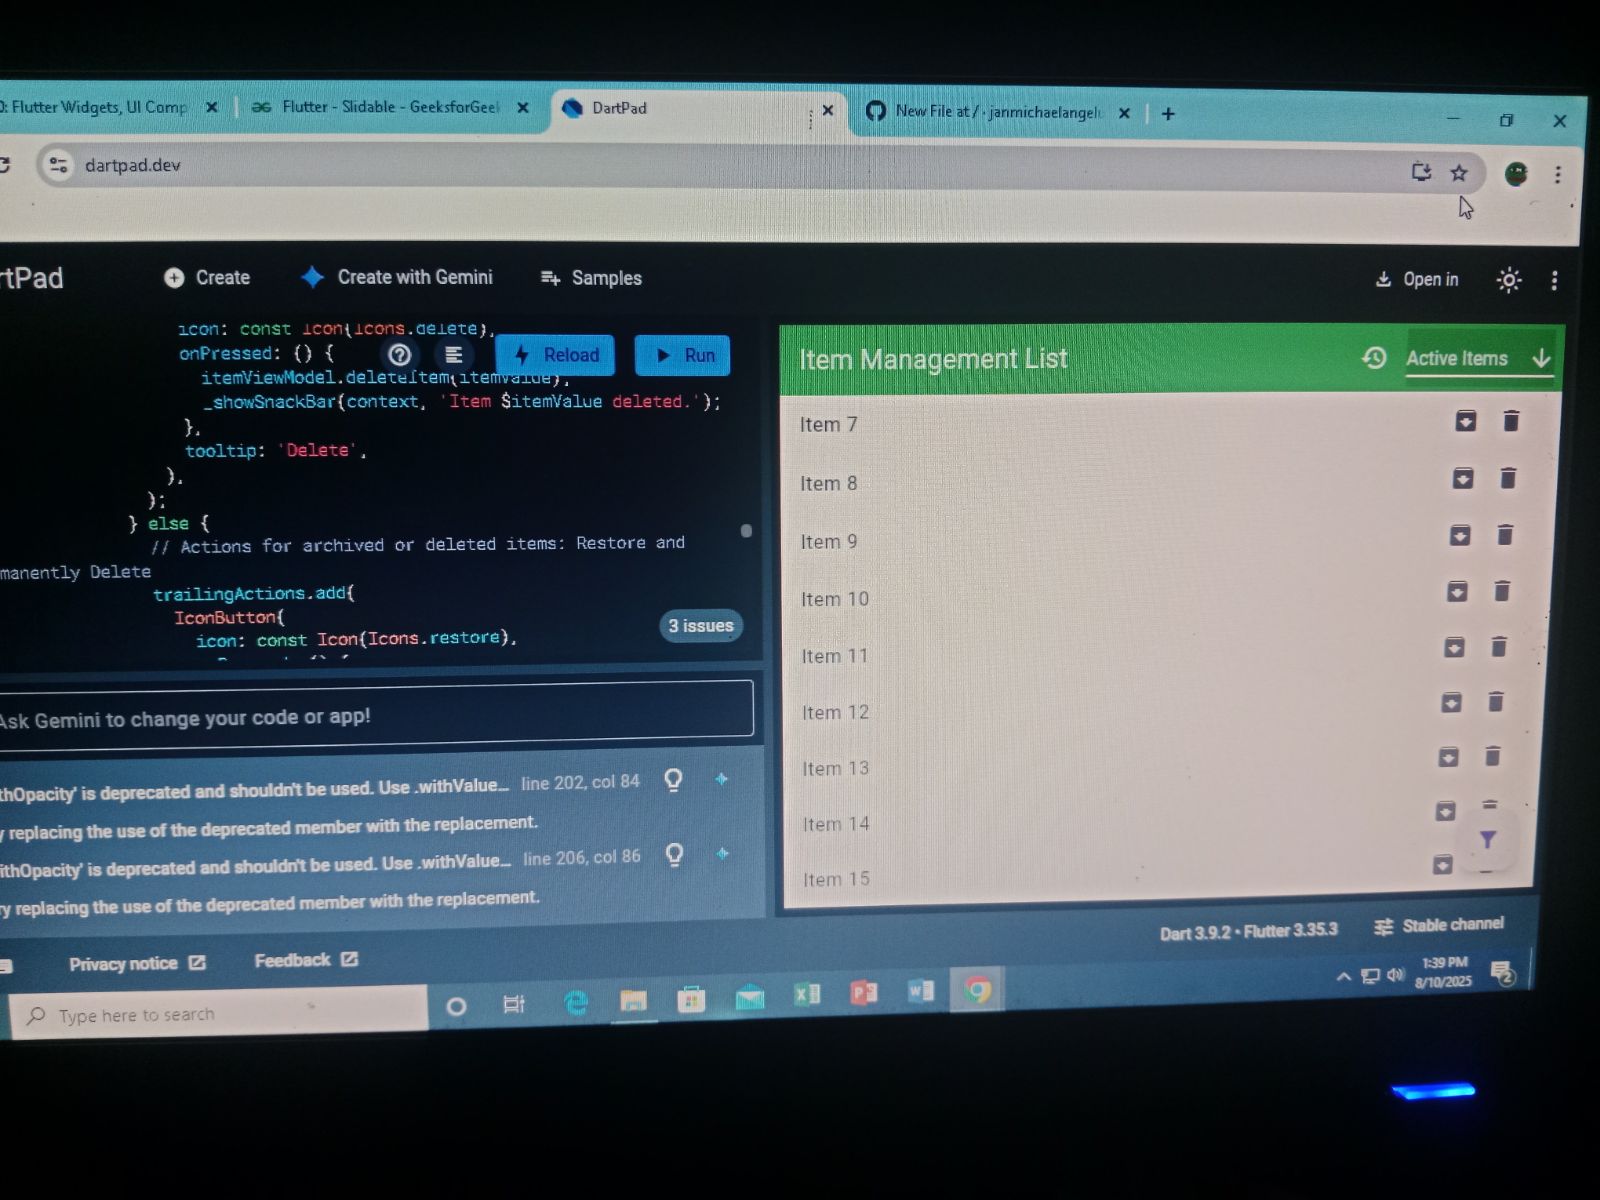 0: Flutter Widgets, UI Comp
Flutter - Slidable - GeeksforGeek
DartPad
New File at / · janmichaelangel
dartpad.dev
rtPad
Create
Create with Gemini
Samples
Open in
icon: const Icon(Icons.delete),
onPressed: () {
Reload
Run
itemViewModel.deleteItem(itemValue);
_showSnackBar(context, 'Item $itemValue deleted.');
},
tooltip: 'Delete',
),
);
} else {
// Actions for archived or deleted items: Restore and
manently Delete
trailingActions.add(
IconButton(
icon: const Icon(Icons.restore),
3 issues
Ask Gemini to change your code or app!
thOpacity' is deprecated and shouldn't be used. Use .withValue... line 202, col 84
y replacing the use of the deprecated member with the replacement.
ithOpacity' is deprecated and shouldn't be used. Use .withValue... line 206, col 86
ry replacing the use of the deprecated member with the replacement.
Item Management List
Active Items
Item 7
Item 8
Item 9
Item 10
Item 11
Item 12
Item 13
Item 14
Item 15
Privacy notice
Feedback
Dart 3.9.2 • Flutter 3.35.3
Stable channel
Type here to search
1:39 PM
8/10/2025
2